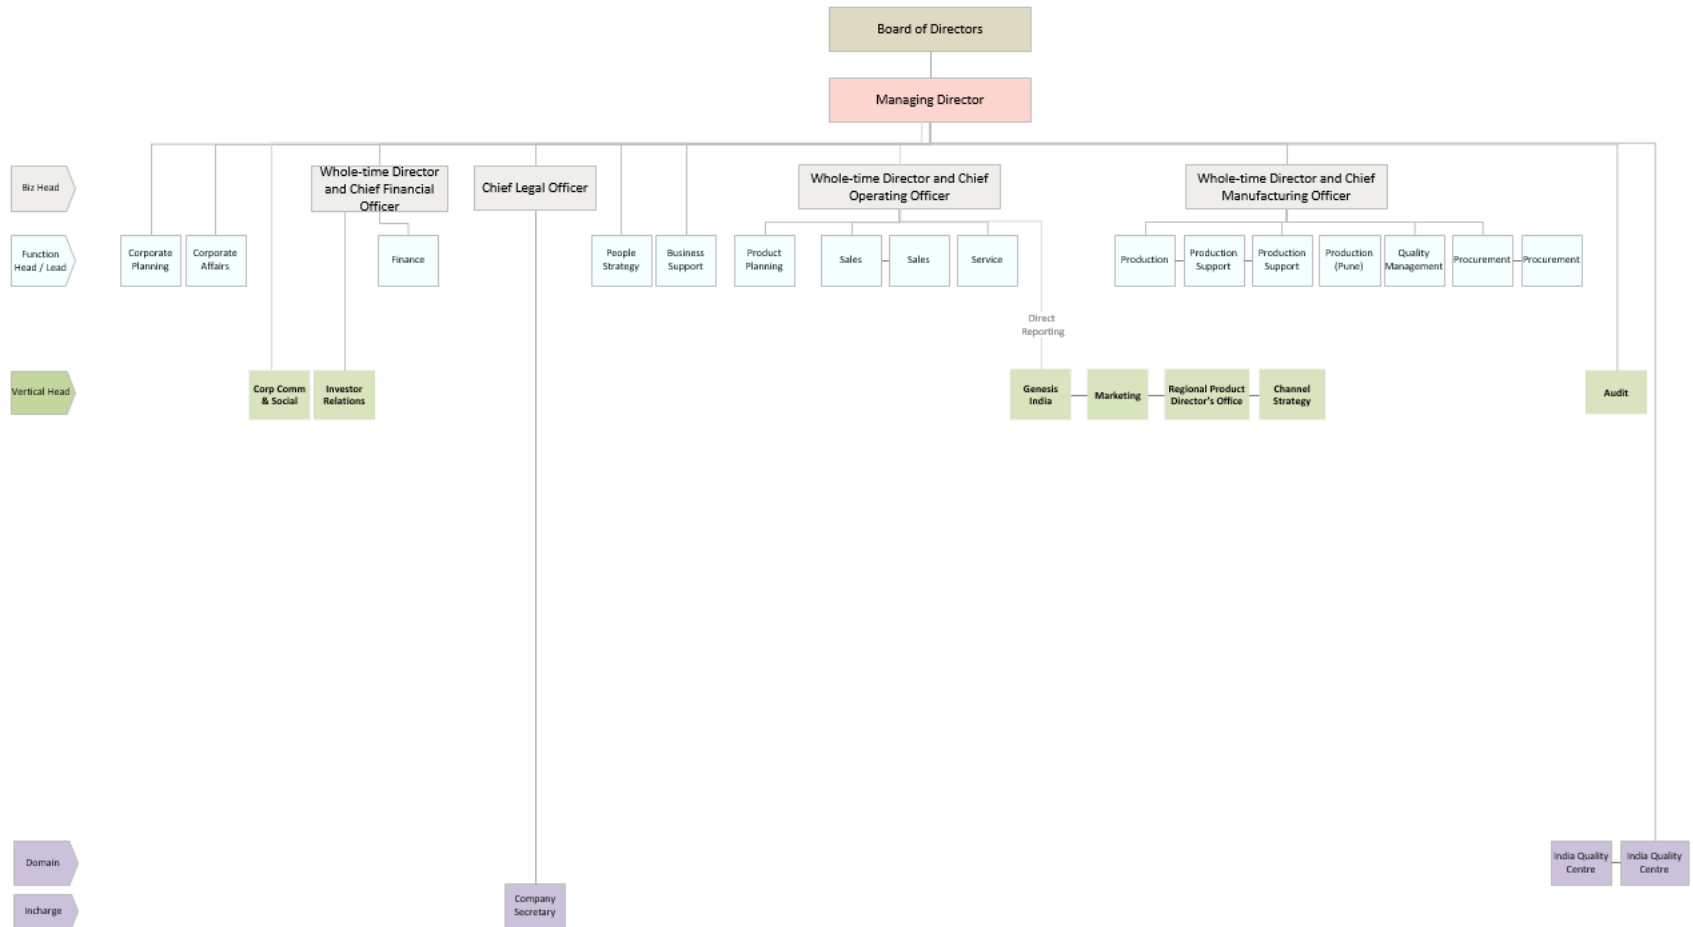 Board of Directors
Managing Director
Biz Head
Whole-time Director
and Chief Financial
Officer
Chief Legal Officer
Whole-time Director and Chief
Operating Officer
Whole-time Director and Chief
Manufacturing Officer
Function
Head / Lead
Corporate
Planning
Corporate
Affairs
Finance
People
Strategy
Business
Support
Product
Planning
Sales
Sales
Service
Production
Production
Support
Production
Support
Production
(Pune)
Quality
Management
Procurement
Procurement
Direct
Reporting
Vertical Head
Corp Comm
& Social
Investor
Relations
Genesis
India
Marketing
Regional Product
Director's Office
Channel
Strategy
Audit
Domain
India Quality
Centre
India Quality
Centre
Incharge
Company
Secretary